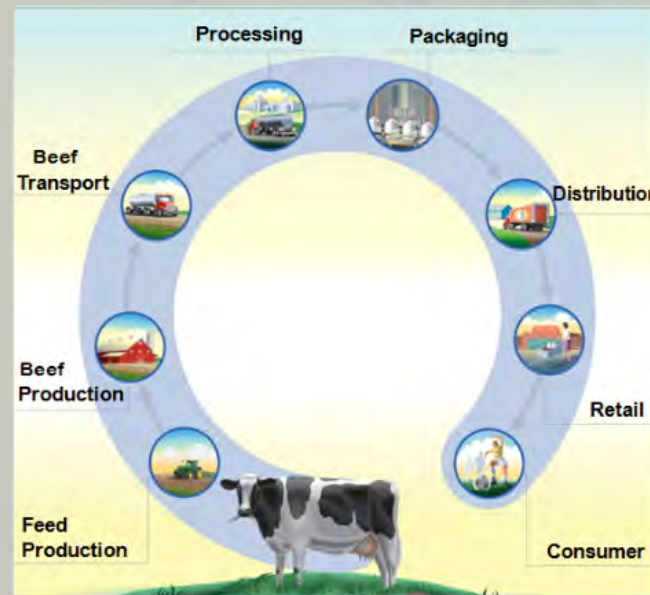 Processing
Packaging
Beef
Transport
Distribution
Beef
Production
Retail
Feed
Production
Consumer